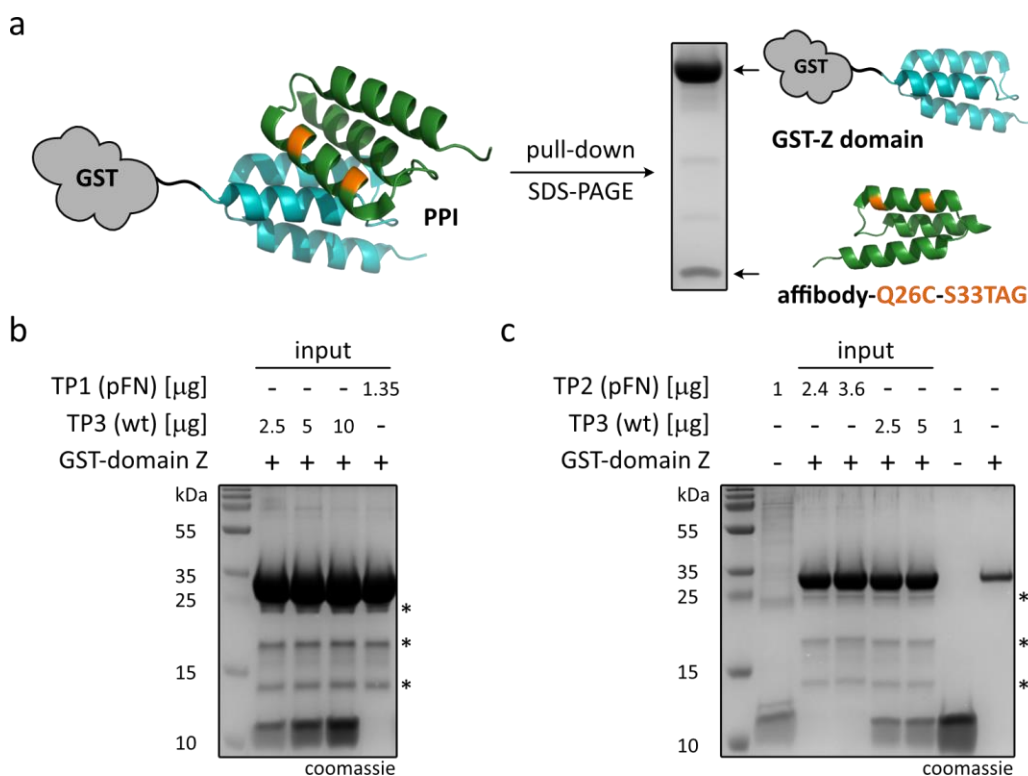 a
GST
PPI
pull-down
SDS-PAGE
GST
GST-Z domain
affibody-Q26C-S33TAG
b
input
TP1 (pFN) [µg] - - - 1.35
TP3 (wt) [µg] 2.5 5 10 -
GST-domain Z + + + +
kDa
55
35
25
*
*
15
*
10
coomassie
c
input
TP2 (pFN) [µg] 1 2.4 3.6 - - - -
TP3 (wt) [µg] - - - 2.5 5 1 -
GST-domain Z - + + + + - +
kDa
55
35
25 *
*
15
*
10
coomassie